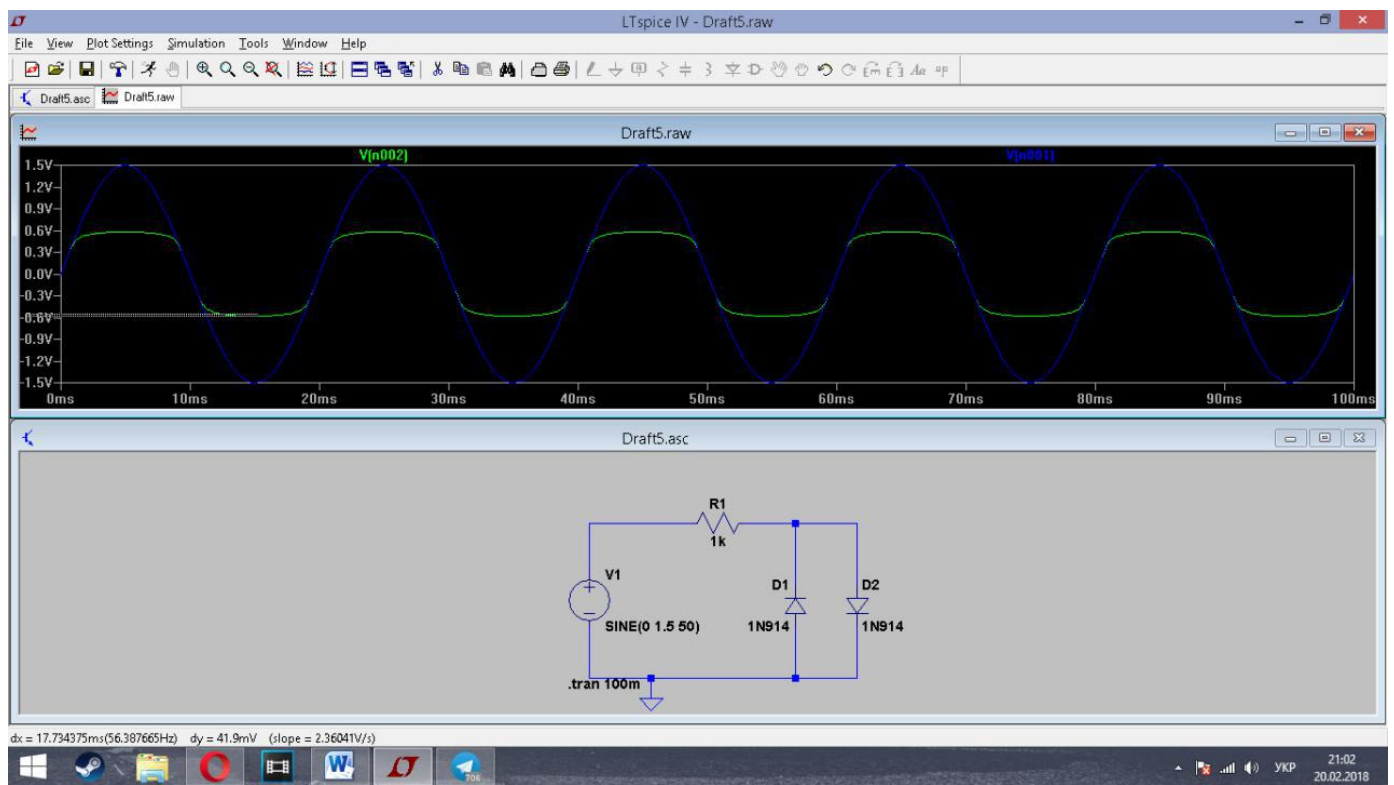 LTspice IV - Draft5.raw
File View Plot Settings Simulation Tools Window Help
Draft5.asc Draft5.raw
Draft5.raw
V(n002) V(n001)
1.5V
1.2V
0.9V
0.6V
0.3V
0.0V
-0.3V
-0.6V
-0.9V
-1.2V
-1.5V
0ms 10ms 20ms 30ms 40ms 50ms 60ms 70ms 80ms 90ms 100ms
Draft5.asc
R1
1k
V1
D1 D2
SINE(0 1.5 50) 1N914 1N914
.tran 100m
dx = 17.734375ms(56.387665Hz) dy = 41.9mV (slope = 2.36041V/s)
706
УКР
21:02
20.02.2018